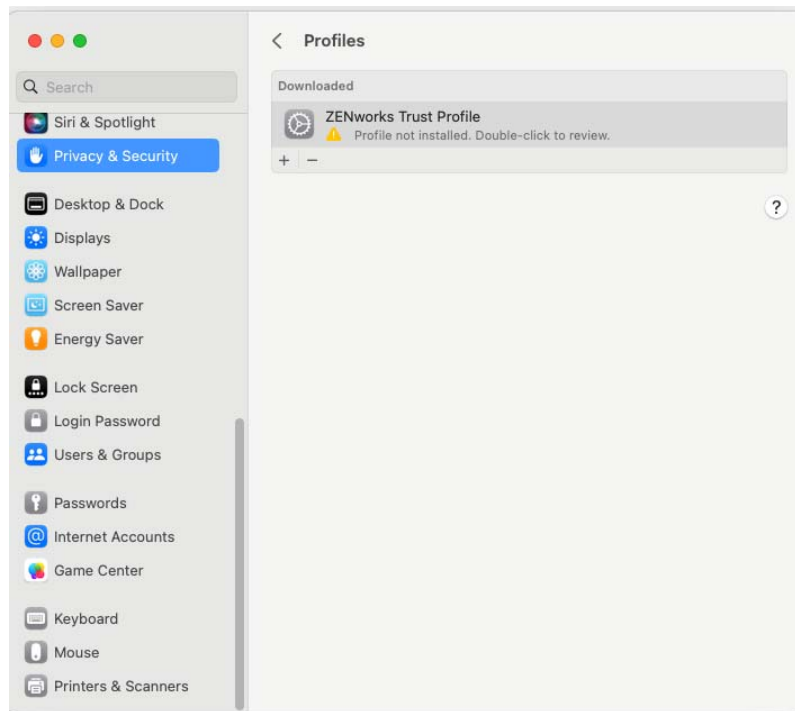 Search
Siri & Spotlight
Privacy & Security
Desktop & Dock
Displays
Wallpaper
Screen Saver
Energy Saver
Lock Screen
Login Password
Users & Groups
Passwords
Internet Accounts
Game Center
Keyboard
Mouse
Printers & Scanners
Profiles
Downloaded
ZENworks Trust Profile
Profile not installed. Double-click to review.
+ −
?